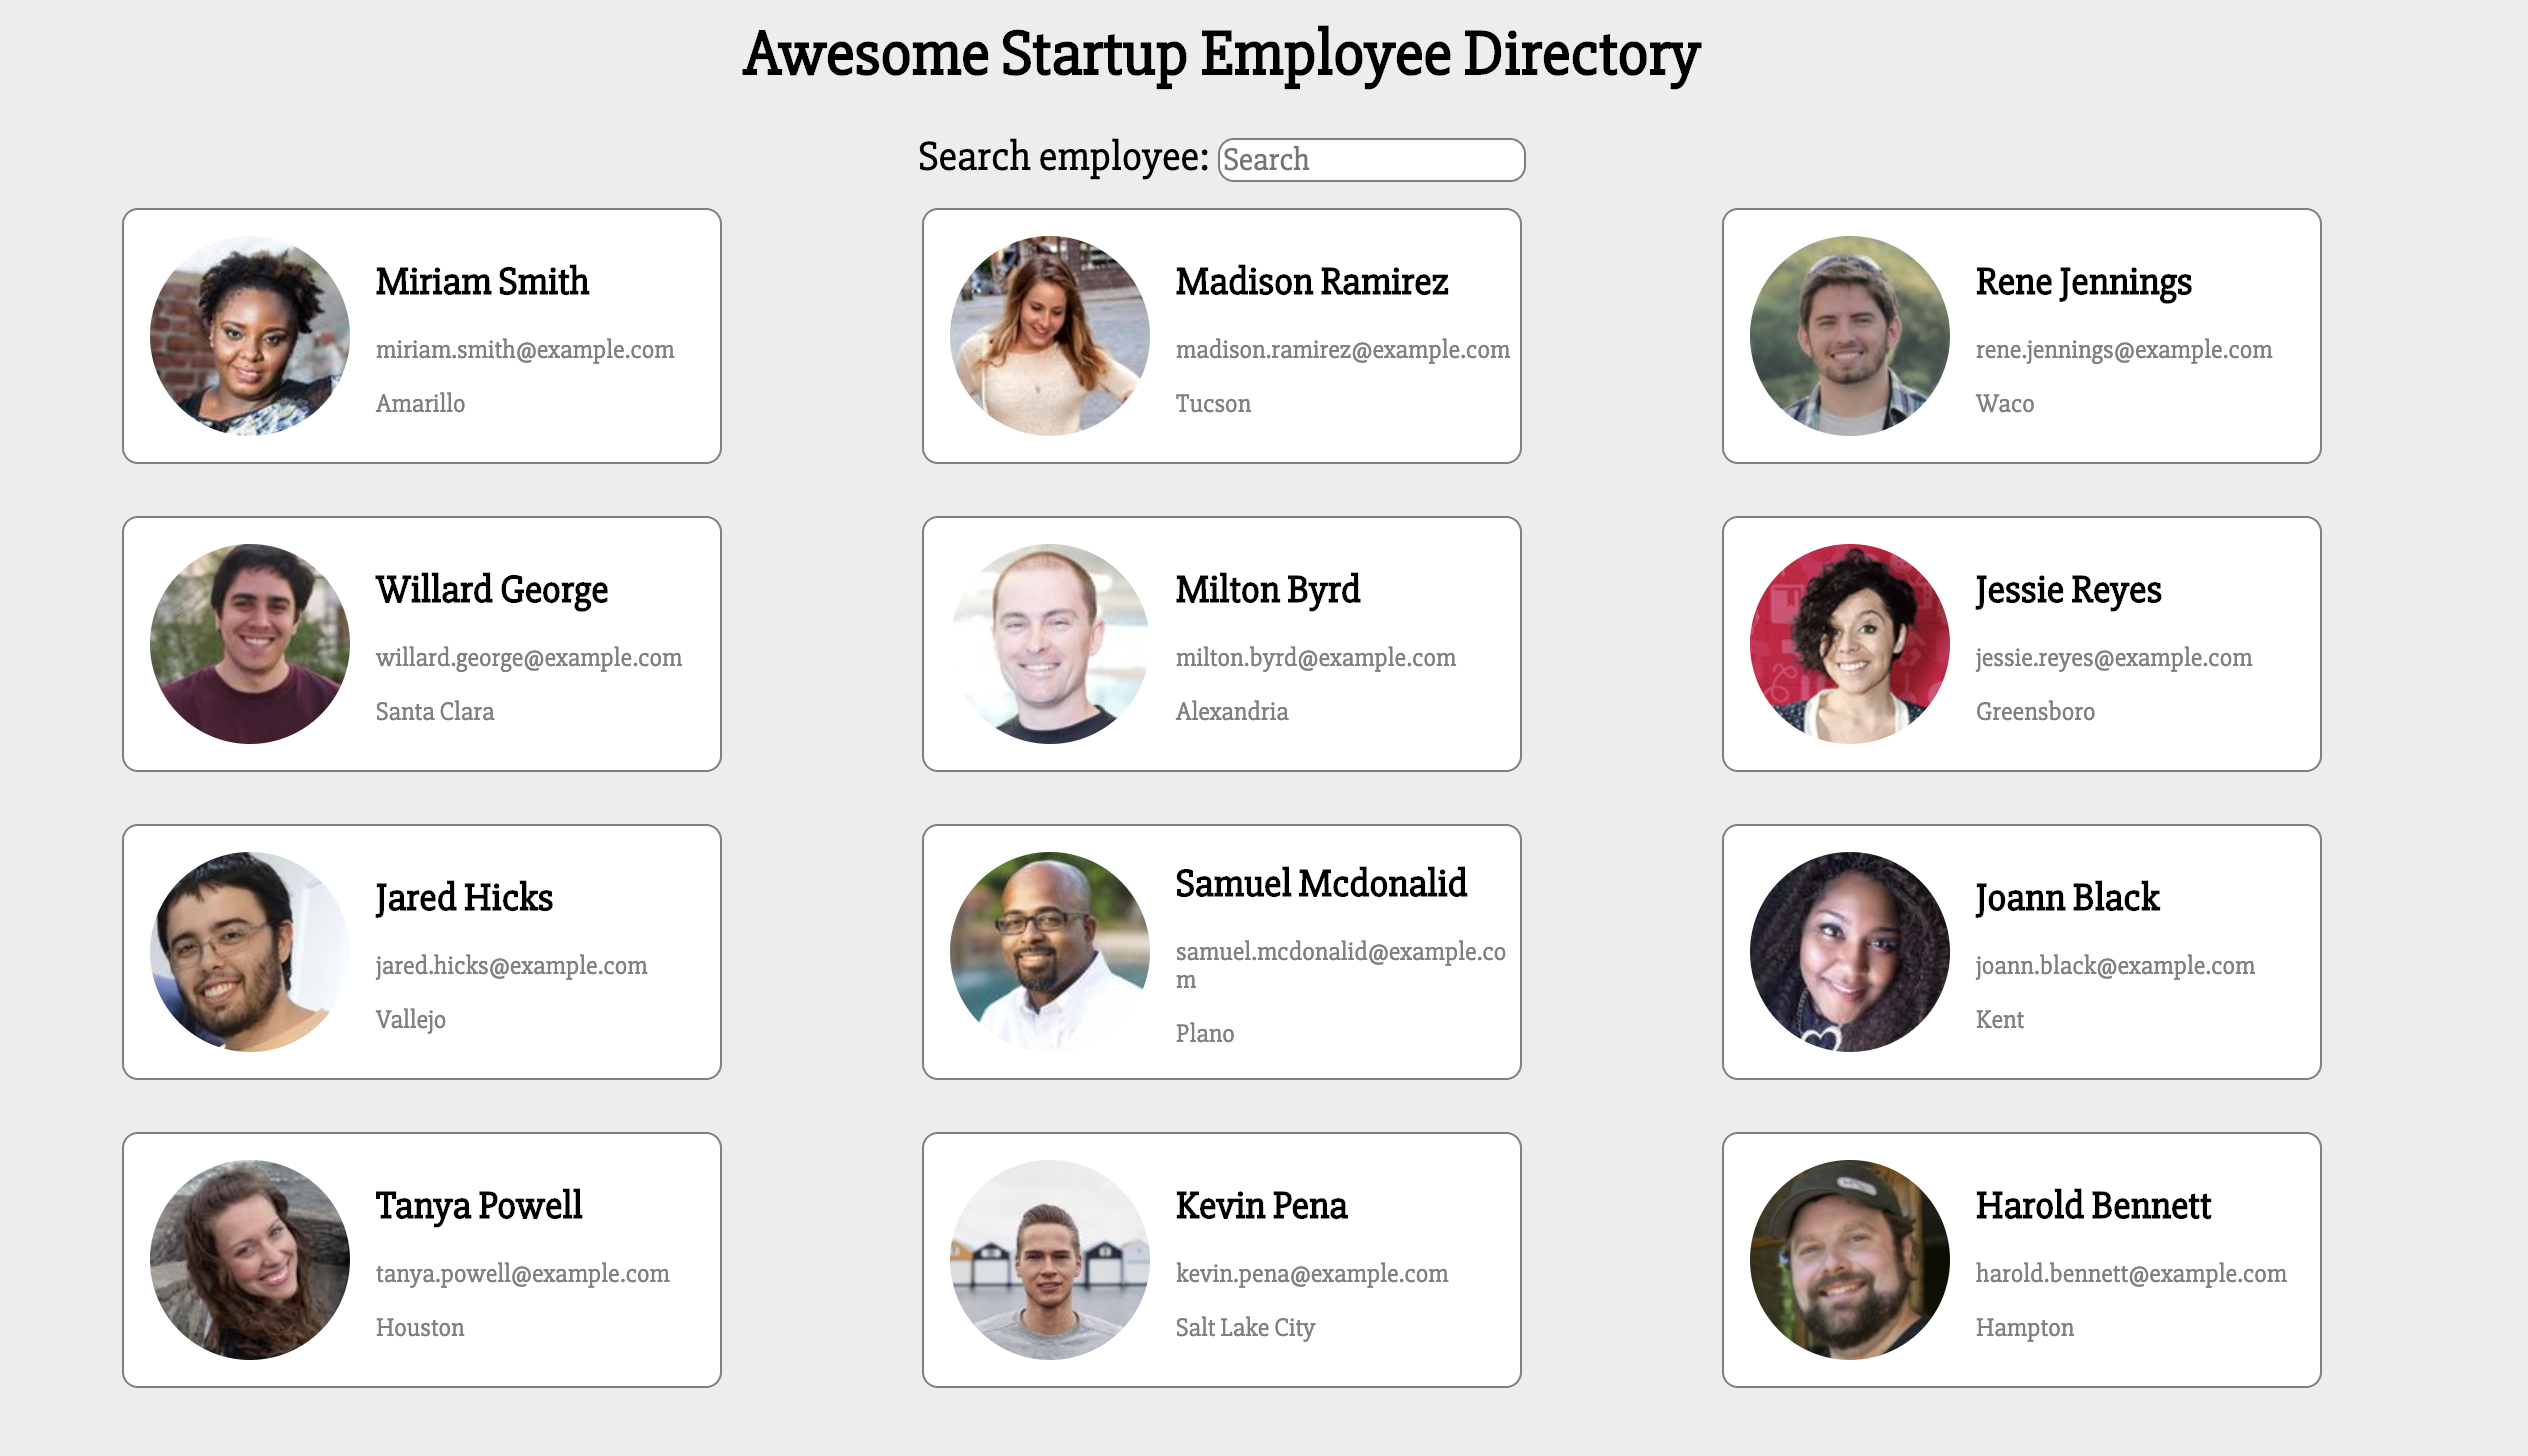 Awesome Startup Employee Directory
Search employee: Search
Miriam Smith
miriam.smith@example.com
Amarillo
Madison Ramirez
madison.ramirez@example.com
Tucson
Rene Jennings
rene.jennings@example.com
Waco
Willard George
willard.george@example.com
Santa Clara
Milton Byrd
milton.byrd@example.com
Alexandria
Jessie Reyes
jessie.reyes@example.com
Greensboro
Jared Hicks
jared.hicks@example.com
Vallejo
Samuel Mcdonalid
samuel.mcdonalid@example.co
m
Plano
Joann Black
joann.black@example.com
Kent
Tanya Powell
tanya.powell@example.com
Houston
Kevin Pena
kevin.pena@example.com
Salt Lake City
Harold Bennett
harold.bennett@example.com
Hampton